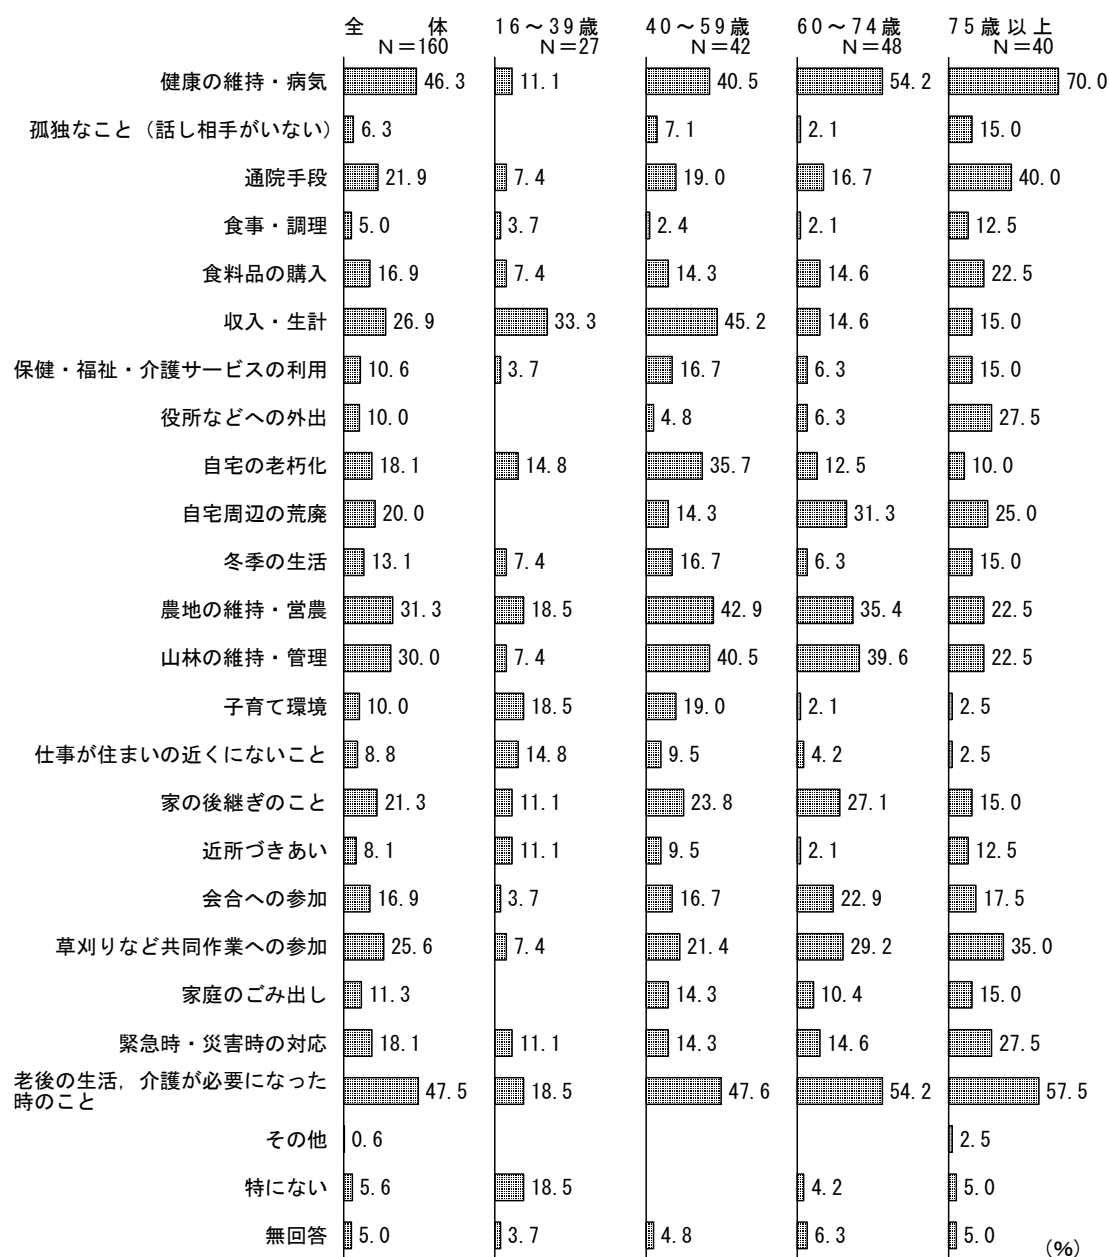 全　体 16～39歳 40～59歳 60～74歳 75歳以上
N＝160 N＝27 N＝42 N＝48 N＝40
健康の維持・病気 46.3 11.1 40.5 54.2 70.0
孤独なこと（話し相手がいない） 6.3 7.1 2.1 15.0
通院手段 21.9 7.4 19.0 16.7 40.0
食事・調理 5.0 3.7 2.4 2.1 12.5
食料品の購入 16.9 7.4 14.3 14.6 22.5
収入・生計 26.9 33.3 45.2 14.6 15.0
保健・福祉・介護サービスの利用 10.6 3.7 16.7 6.3 15.0
役所などへの外出 10.0 4.8 6.3 27.5
自宅の老朽化 18.1 14.8 35.7 12.5 10.0
自宅周辺の荒廃 20.0 14.3 31.3 25.0
冬季の生活 13.1 7.4 16.7 6.3 15.0
農地の維持・営農 31.3 18.5 42.9 35.4 22.5
山林の維持・管理 30.0 7.4 40.5 39.6 22.5
子育て環境 10.0 18.5 19.0 2.1 2.5
仕事が住まいの近くにないこと 8.8 14.8 9.5 4.2 2.5
家の後継ぎのこと 21.3 11.1 23.8 27.1 15.0
近所づきあい 8.1 11.1 9.5 2.1 12.5
会合への参加 16.9 3.7 16.7 22.9 17.5
草刈りなど共同作業への参加 25.6 7.4 21.4 29.2 35.0
家庭のごみ出し 11.3 14.3 10.4 15.0
緊急時・災害時の対応 18.1 11.1 14.3 14.6 27.5
老後の生活，介護が必要になった
時のこと 47.5 18.5 47.6 54.2 57.5
その他 0.6 2.5
特にない 5.6 18.5 4.2 5.0
無回答 5.0 3.7 4.8 6.3 5.0
(%)